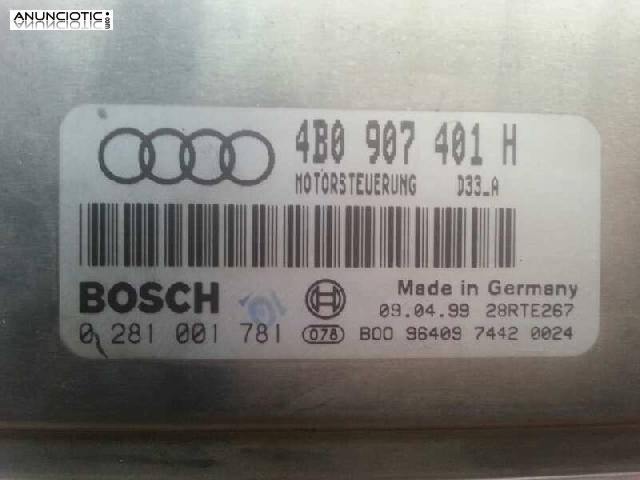 ANUNCIOTIC.com
4B0 907 401 H
MOTORSTEUERUNG D33_A
BOSCH
Made in Germany
09.04.99 28RTE267
0 281 001 781 078 B00 96409 7442 0024